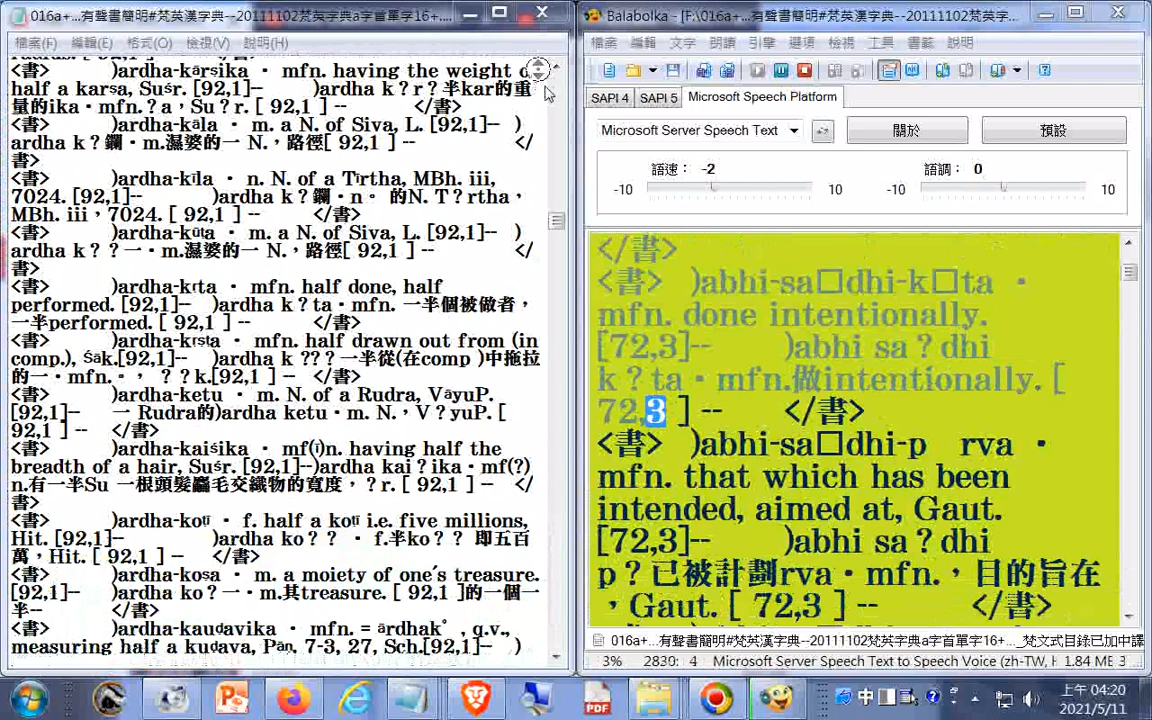 有聲書簡明#梵英漢字典--20111102梵英字典a字首單字16+...
檔案(F) 編輯(E) 格式(O) 檢視(V) 說明(H)
<書> )ardha-kārṣika · mfn. having the weight o
half a karṣa, Suśr. [92,1]-- )ardha k?r?半kar的重
量的ika·mfn.?a,Su?r. [ 92,1 ] -- </書>
<書> )ardha-kāla · m. a N. of Siva, L. [92,1]-- )
ardha k?鑭·m.濕婆的一 N.,路徑[ 92,1 ] -- </
書>
<書> )ardha-kīla · n. N. of a Tīrtha, MBh. iii,
7024. [92,1]-- )ardha k?鑭·n。 的N. T?rtha,
MBh. iii,7024. [ 92,1 ] -- </書>
<書> )ardha-kūṭa · m. a N. of Siva, L. [92,1]-- )
ardha k??一·m.濕婆的一 N.,路徑[ 92,1 ] -- </
書>
<書> )ardha-kṛta · mfn. half done, half
performed. [92,1] )ardha k?ta·mfn. 一半個被做者,
一半performed. [ 92,1 ] -- </書>
<書> )ardha-kṛṣṭa · mfn. half drawn out from (in
comp.), Śāk.[92,1]-- )ardha k ???一半從(在comp )中拖拉
的一·mfn.。, ??k.[92,1 ] -- </書>
<書> )ardha-ketu · m. N. of a Rudra, VāyuP.
[92,1]-- 一 Rudra的)ardha ketu·m. N.,V?yuP. [
92,1 ]-- </書>
<書> )ardha-kaiśika · mf(ī)n. having half the
breadth of a hair, Suśr. [92,1]--)ardha kai?ika·mf(?)
n.有一半Su 一根頭髮毛交織物的寬度,?r. [ 92,1 ] -- </
書>
<書> )ardha-koṭī · f. half a koṭī i.e. five millions,
Hit. [92,1]-- )ardha ko?? · f.半ko?? 即五百
萬,Hit. [ 92,1 ] -- </書>
<書> )ardha-koṣa · m. a moiety of one's treasure.
[92,1]-- )ardha ko?一·m.其treasure. [ 92,1 ]的一個一
半-- </書>
<書> )ardha-kauḍavika · mfn. = ārdhak°, q.v.,
measuring half a kuḍava, Pāṇ. 7-3, 27, Sch.[92,1]-- )
Balabolka - [F:\016a+...有聲書簡明#梵英漢字典--20111102梵英字...
檔案 編輯 文字 朗讀 引擎 選項 檢視 工具 書籤 說明
SAPI 4 SAPI 5 Microsoft Speech Platform
Microsoft Server Speech Text 關於 預設
語速: -2 語調: 0
-10 10 -10 10
</書>
<書> )abhi-sa□dhi-k□ta ·
mfn. done intentionally.
[72,3]-- )abhi sa?dhi
k?ta·mfn.做intentionally. [
72,3 ] -- </書>
<書> )abhi-sa□dhi-p rva ·
mfn. that which has been
intended, aimed at, Gaut.
[72,3]-- )abhi sa?dhi
p?已被計劃rva·mfn.,目的旨在
,Gaut. [ 72,3 ] -- </書>
016a+...有聲書簡明#梵英漢字典--20111102梵英字典a字首單字16+..._梵文式目錄已加中譯
3% 2830: 4 Microsoft Server Speech Text to Speech Voice (zh-TW, H 1.84 MB 3
中
上午 04:20
2021/5/11